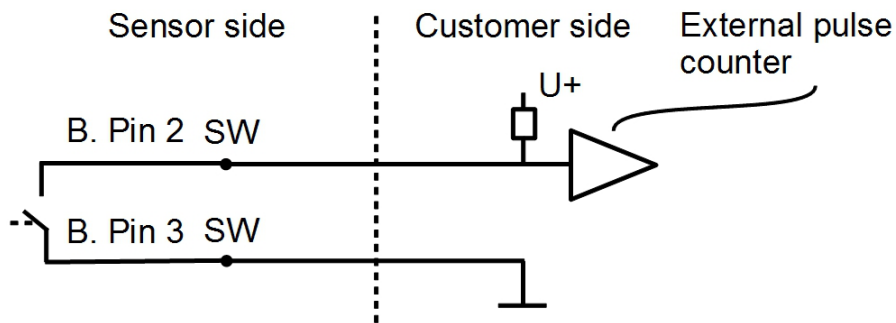 Sensor side
Customer side
External pulse
counter
U+
B. Pin 2 SW
B. Pin 3 SW